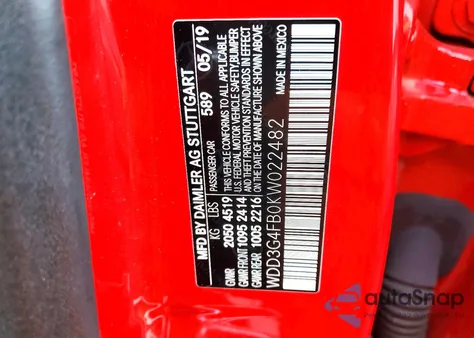 MFD BY DAIMLER AG STUTTGART
589 05/19
PASSENGER CAR
THIS VEHICLE CONFORMS TO ALL APPLICABLE
U.S. FEDERAL MOTOR VEHICLE SAFETY, BUMPER
AND THEFT PREVENTION STANDARDS IN EFFECT
ON THE DATE OF MANUFACTURE SHOWN ABOVE
KG LBS
GVWR 2050 4519
GAWR FRONT 1095 2414
GAWR REAR 1005 2216
MADE IN MEXICO
WDD3G4FB0KW022482
autoSnap